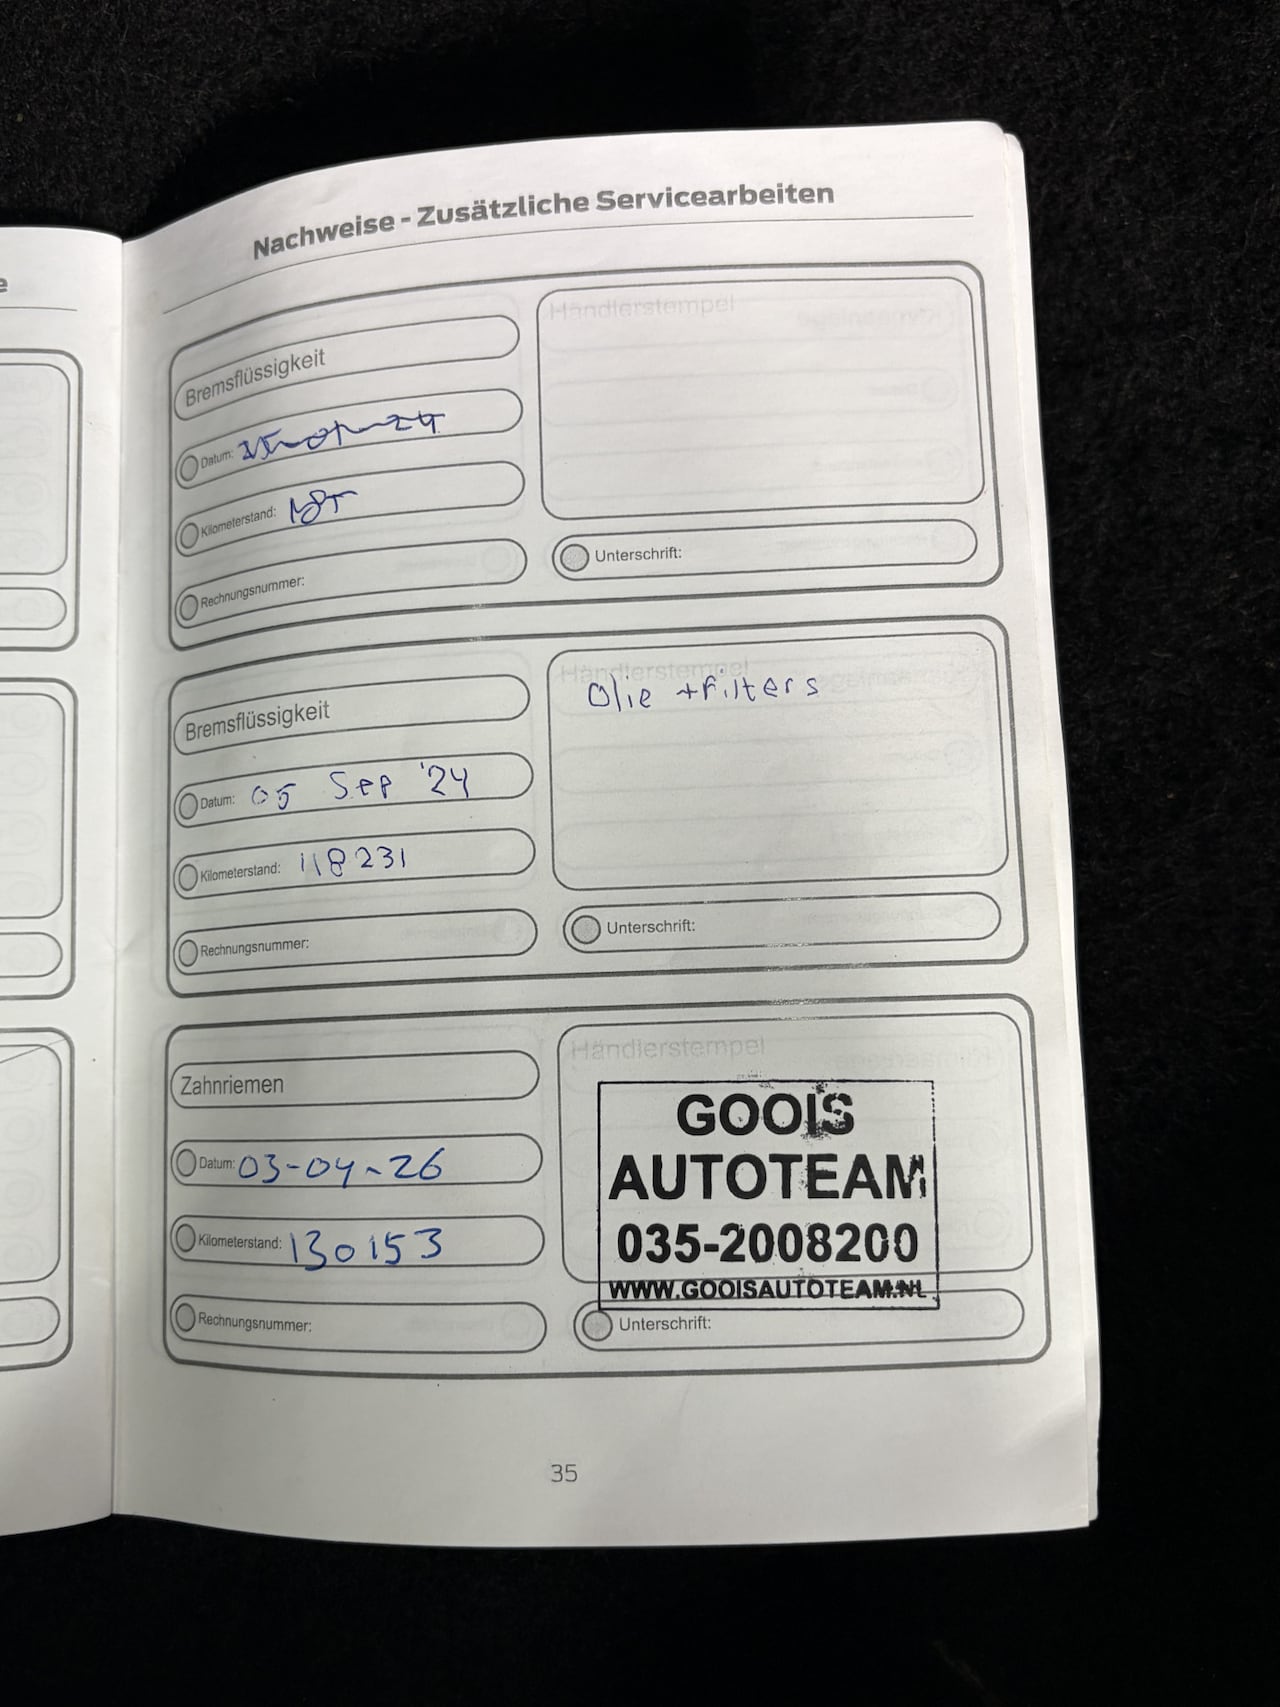 Nachweise - Zusätzliche Servicearbeiten
Bremsflüssigkeit
Datum:
Kilometerstand:
Rechnungsnummer:
Händlerstempel
Unterschrift:
Bremsflüssigkeit
Datum: 05 Sep '24
Kilometerstand: 118231
Rechnungsnummer:
Händlerstempel
Olie + Filters
Unterschrift:
Zahnriemen
Datum: 03-04-26
Kilometerstand: 130153
Rechnungsnummer:
Händlerstempel
GOOIS
AUTOTEAM
035-2008200
WWW.GOOISAUTOTEAM.NL
Unterschrift:
35